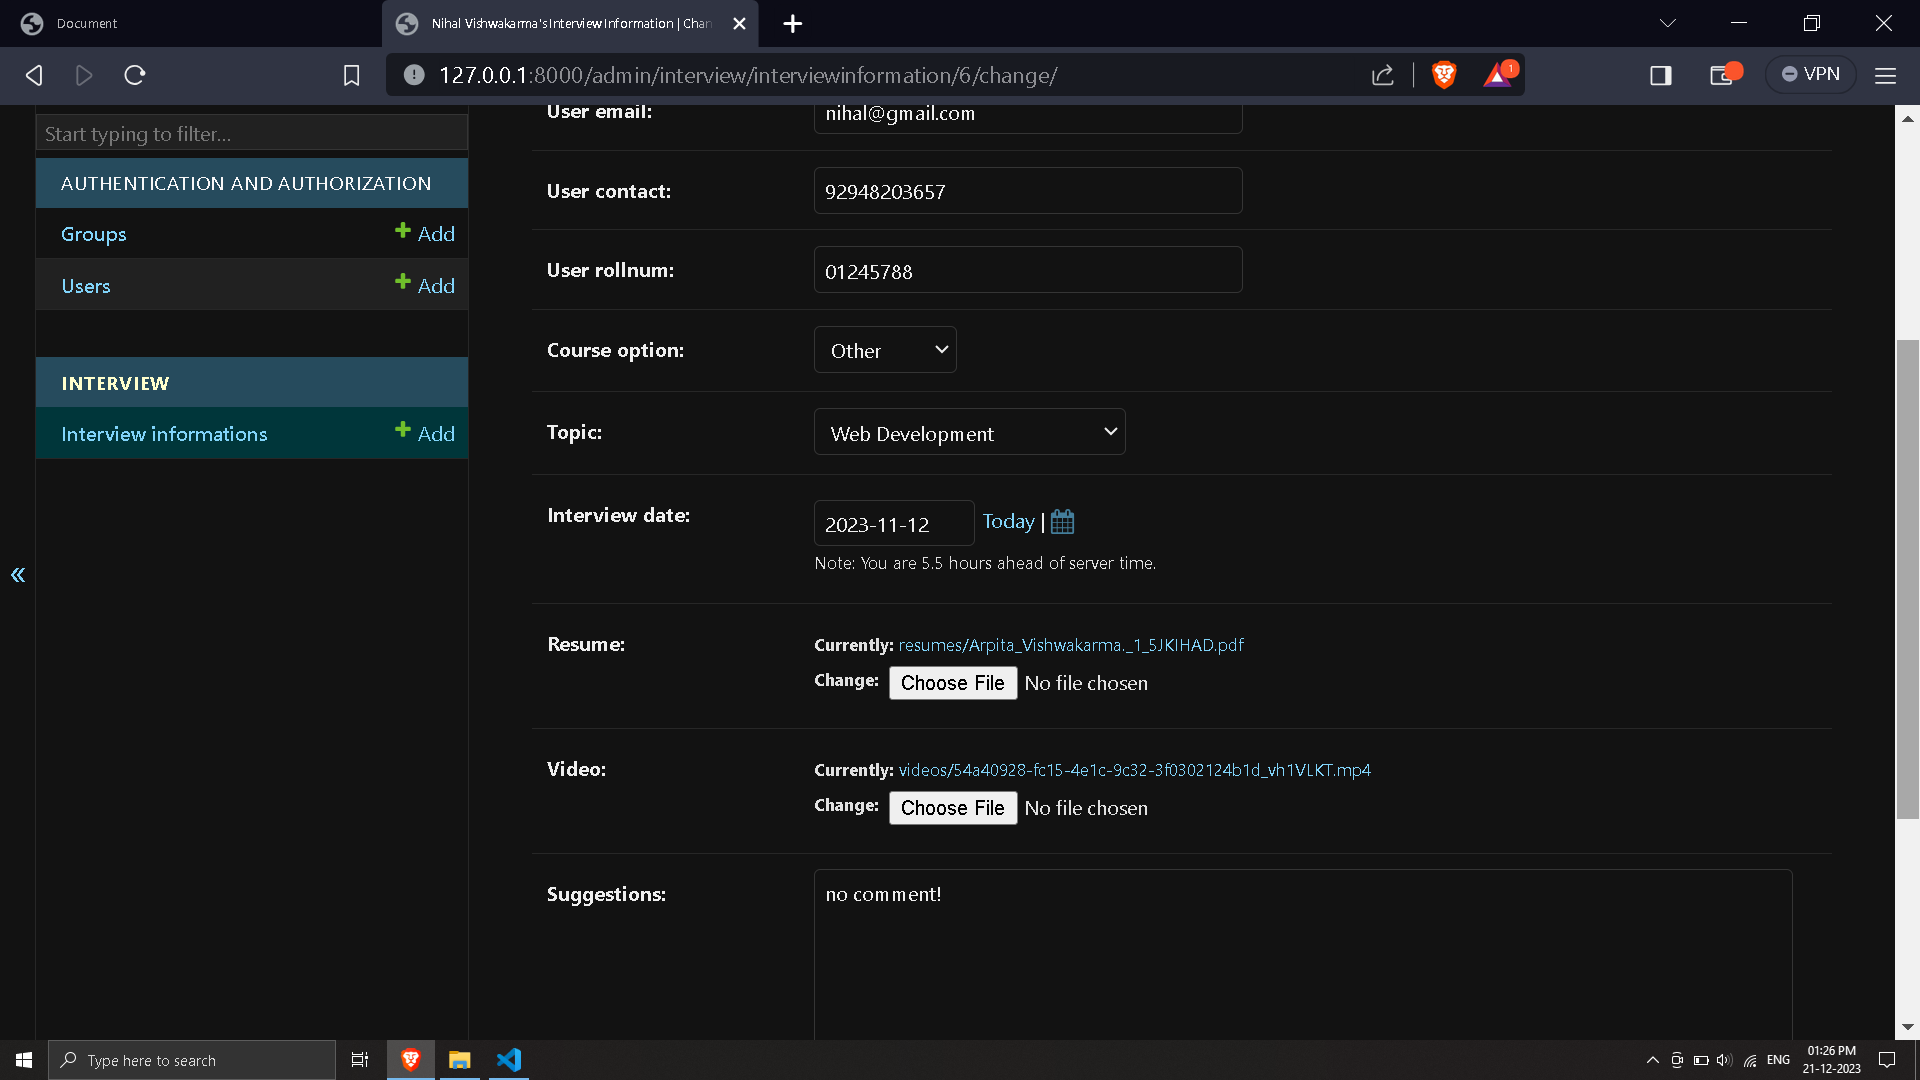 Document
Nihal Vishwakarma's Interview Information | Chan
127.0.0.1:8000/admin/interview/interviewinformation/6/change/
1
VPN
Start typing to filter...
AUTHENTICATION AND AUTHORIZATION
Groups
Add
Users
Add
INTERVIEW
Interview informations
Add
«
User email:
nihal@gmail.com
User contact:
92948203657
User rollnum:
01245788
Course option:
Other
Topic:
Web Development
Interview date:
2023-11-12
Today |
Note: You are 5.5 hours ahead of server time.
Resume:
Currently: resumes/Arpita_Vishwakarma._1_5JKIHAD.pdf
Change: Choose File No file chosen
Video:
Currently: videos/54a40928-fc15-4e1c-9c32-3f0302124b1d_vh1VLKT.mp4
Change: Choose File No file chosen
Suggestions:
no comment!
Type here to search
ENG
01:26 PM
21-12-2023